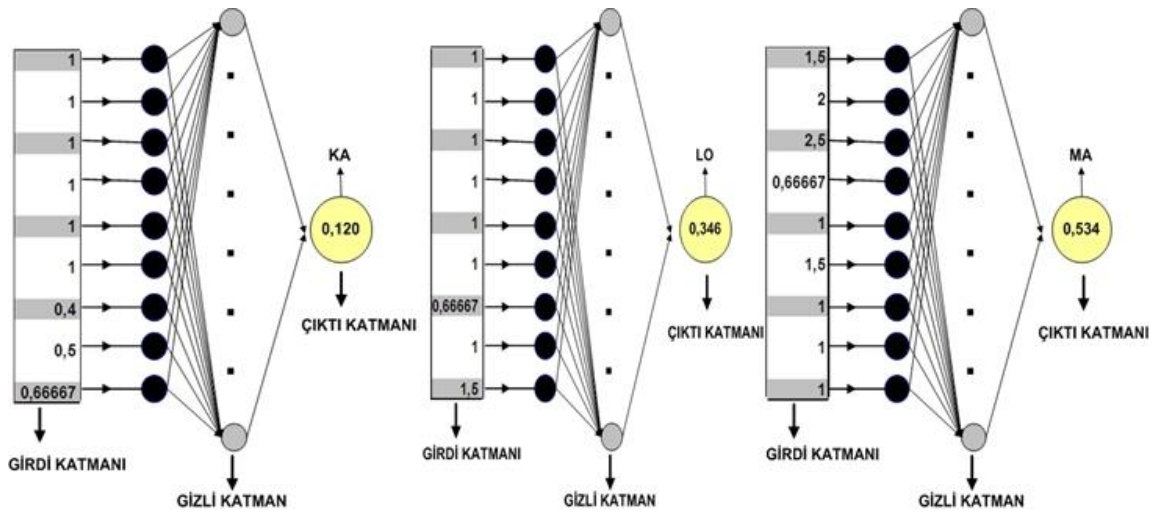 1
1
1
1
1
1
0,4
0,5
0,66667
KA
0,120
ÇIKTI KATMANI
GİRDİ KATMANI
GİZLİ KATMAN
1
1
1
1
1
1
0,66667
1
1,5
LO
0,346
ÇIKTI KATMANI
GİRDİ KATMANI
GİZLİ KATMAN
1,5
2
2,5
0,66667
1
1,5
1
1
1
MA
0,534
ÇIKTI KATMANI
GİRDİ KATMANI
GİZLİ KATMAN